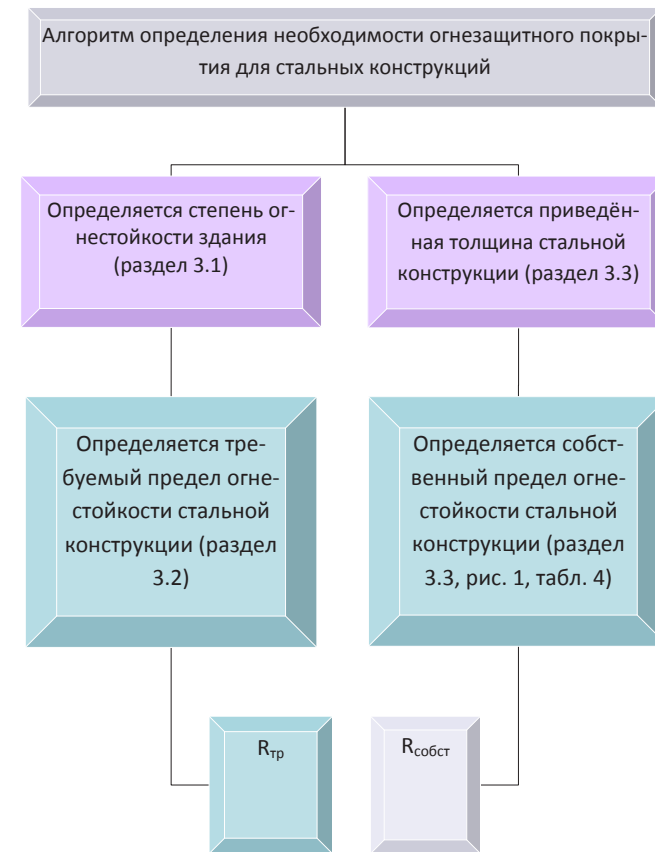 Алгоритм определения необходимости огнезащитного покры-
тия для стальных конструкций
Определяется степень ог-
нестойкости здания
(раздел 3.1)
Определяется приведён-
ная толщина стальной
конструкции (раздел 3.3)
Определяется тре-
буемый предел огне-
стойкости стальной
конструкции (раздел
3.2)
Определяется собст-
венный предел огне-
стойкости стальной
конструкции (раздел
3.3, рис. 1, табл. 4)
Rтр
Rсобст